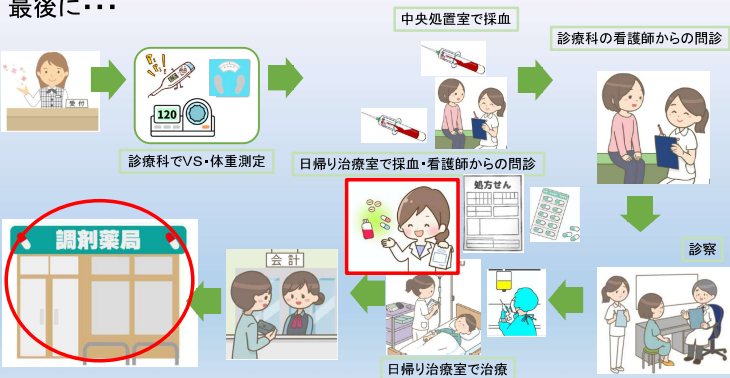 最後に・・・
中央処置室で採血
診療科の看護師からの問診
受付
120
診療科でVS・体重測定
日帰り治療室で採血・看護師からの問診
処方せん
調剤薬局
会計
診察
日帰り治療室で治療